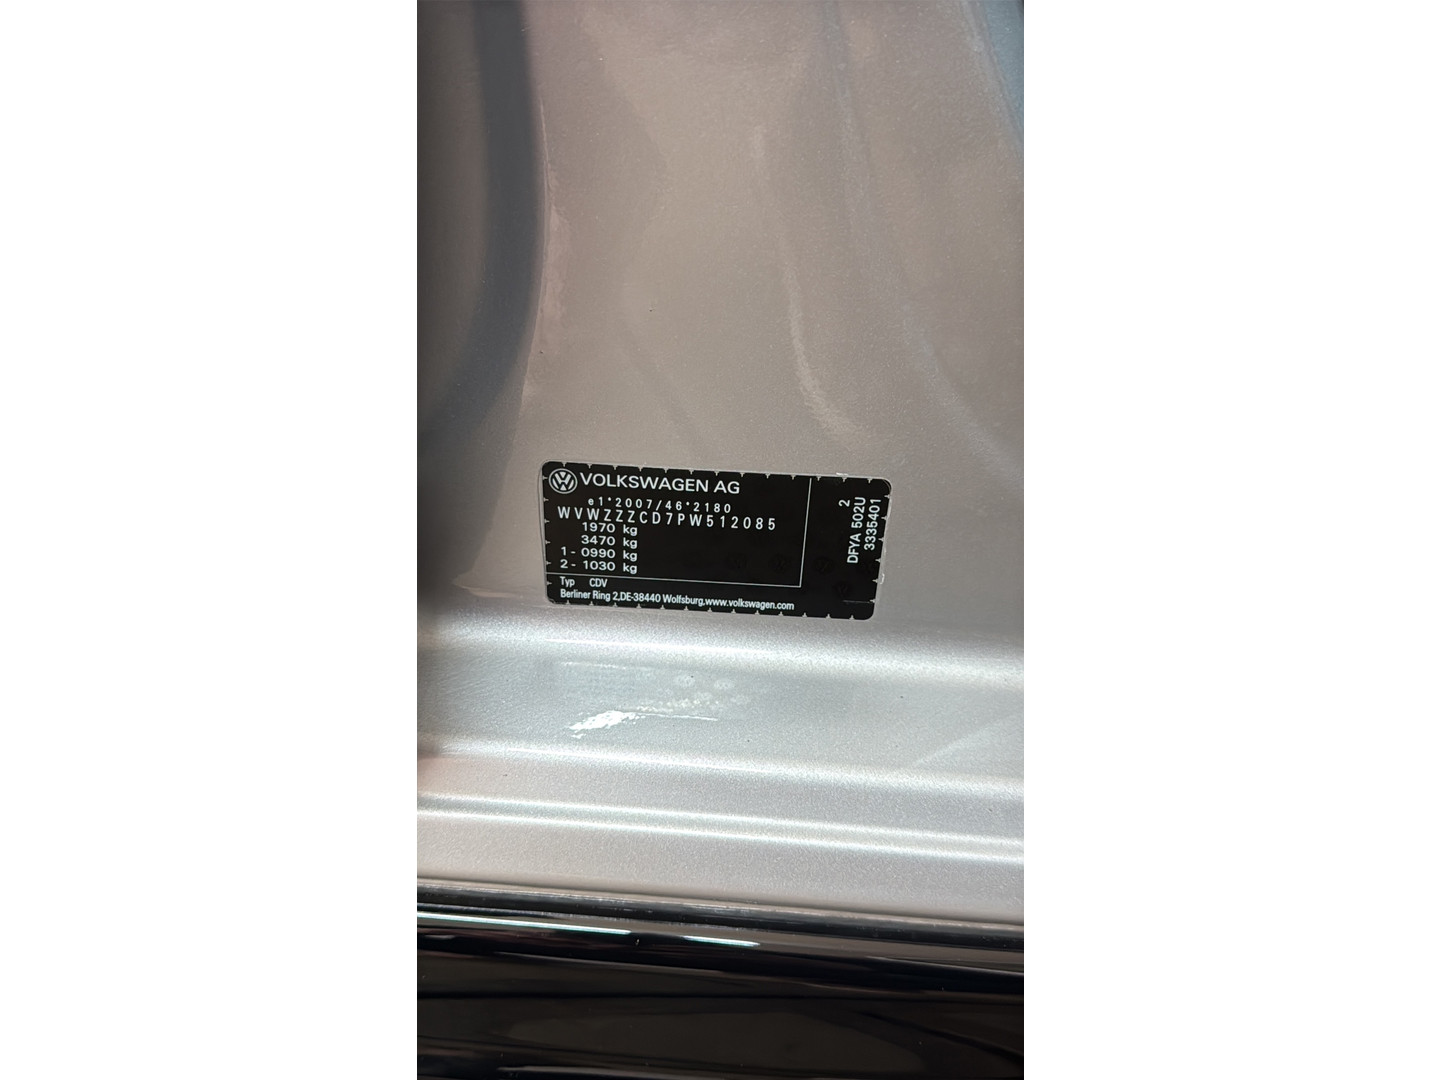 VOLKSWAGEN AG
e1*2007/46*2180
WVWZZZCD7PW512085
1970 kg
3470 kg
1 - 0990 kg
2 - 1030 kg
Typ CDV
Berliner Ring 2,DE-38440 Wolfsburg,www.volkswagen.com
2
DFYA 502U
3335401